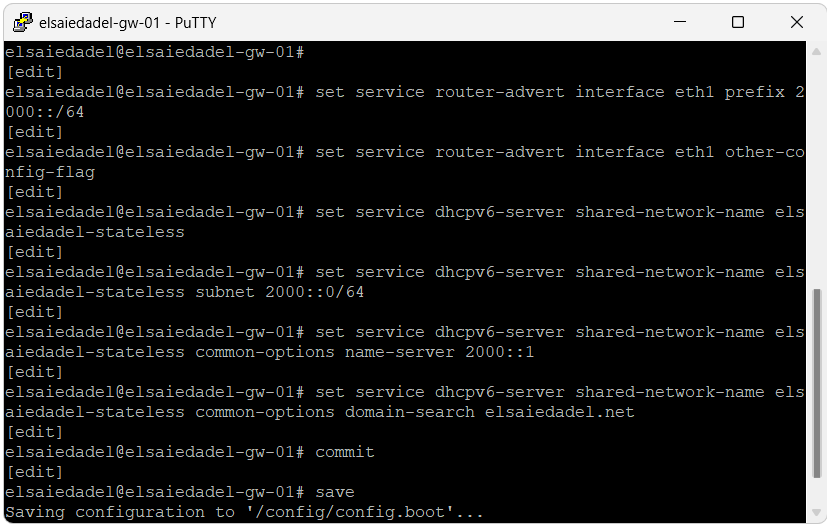 elsaiedadel-gw-01 - PuTTY
elsaiedadel@elsaiedadel-gw-01#
[edit]
elsaiedadel@elsaiedadel-gw-01# set service router-advert interface eth1 prefix 2
000::/64
[edit]
elsaiedadel@elsaiedadel-gw-01# set service router-advert interface eth1 other-co
nfig-flag
[edit]
elsaiedadel@elsaiedadel-gw-01# set service dhcpv6-server shared-network-name els
aiedadel-stateless
[edit]
elsaiedadel@elsaiedadel-gw-01# set service dhcpv6-server shared-network-name els
aiedadel-stateless subnet 2000::0/64
[edit]
elsaiedadel@elsaiedadel-gw-01# set service dhcpv6-server shared-network-name els
aiedadel-stateless common-options name-server 2000::1
[edit]
elsaiedadel@elsaiedadel-gw-01# set service dhcpv6-server shared-network-name els
aiedadel-stateless common-options domain-search elsaiedadel.net
[edit]
elsaiedadel@elsaiedadel-gw-01# commit
[edit]
elsaiedadel@elsaiedadel-gw-01# save
Saving configuration to '/config/config.boot'...